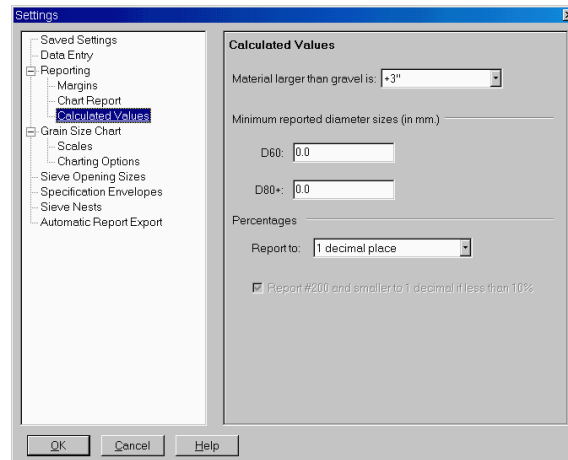 Settings
Saved Settings
Data Entry
Reporting
Margins
Chart Report
Calculated Values
Grain Size Chart
Scales
Charting Options
Sieve Opening Sizes
Specification Envelopes
Sieve Nests
Automatic Report Export
Calculated Values
Material larger than gravel is: +3"
Minimum reported diameter sizes (in mm.)
D60: 0.0
D80+: 0.0
Percentages
Report to: 1 decimal place
Report #200 and smaller to 1 decimal if less than 10%
OK Cancel Help